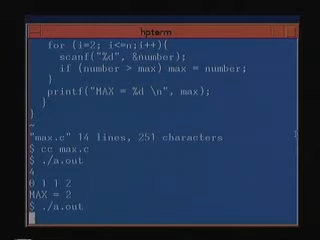 hpterm
for (i=2; i<=n;i++){
scanf("%d", &number);
if (number > max) max = number;
}
printf("MAX = %d \n", max);
}
}
~
"max.c" 14 lines, 251 characters
$ cc max.c
$ ./a.out
4
0 1 1 2
MAX = 2
$ ./a.out